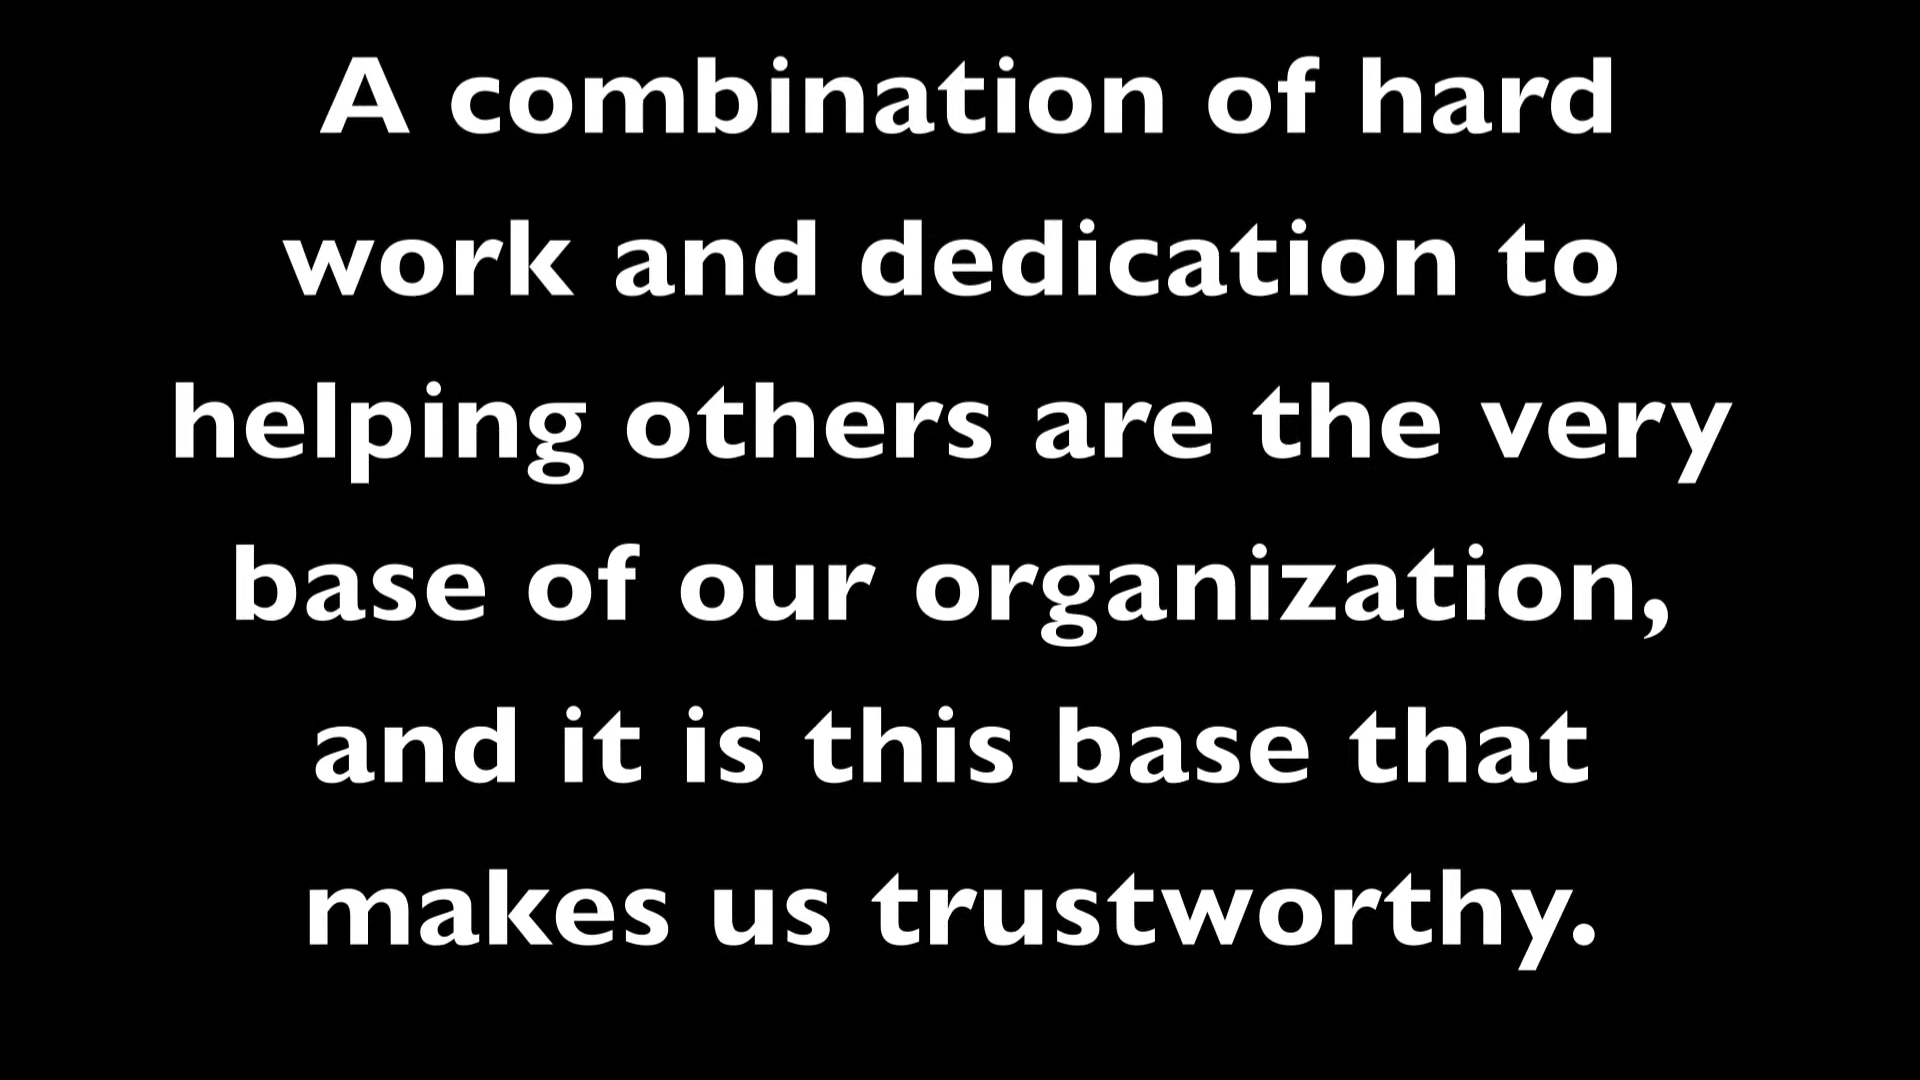 A combination of hard
work and dedication to
helping others are the very
base of our organization,
and it is this base that
makes us trustworthy.